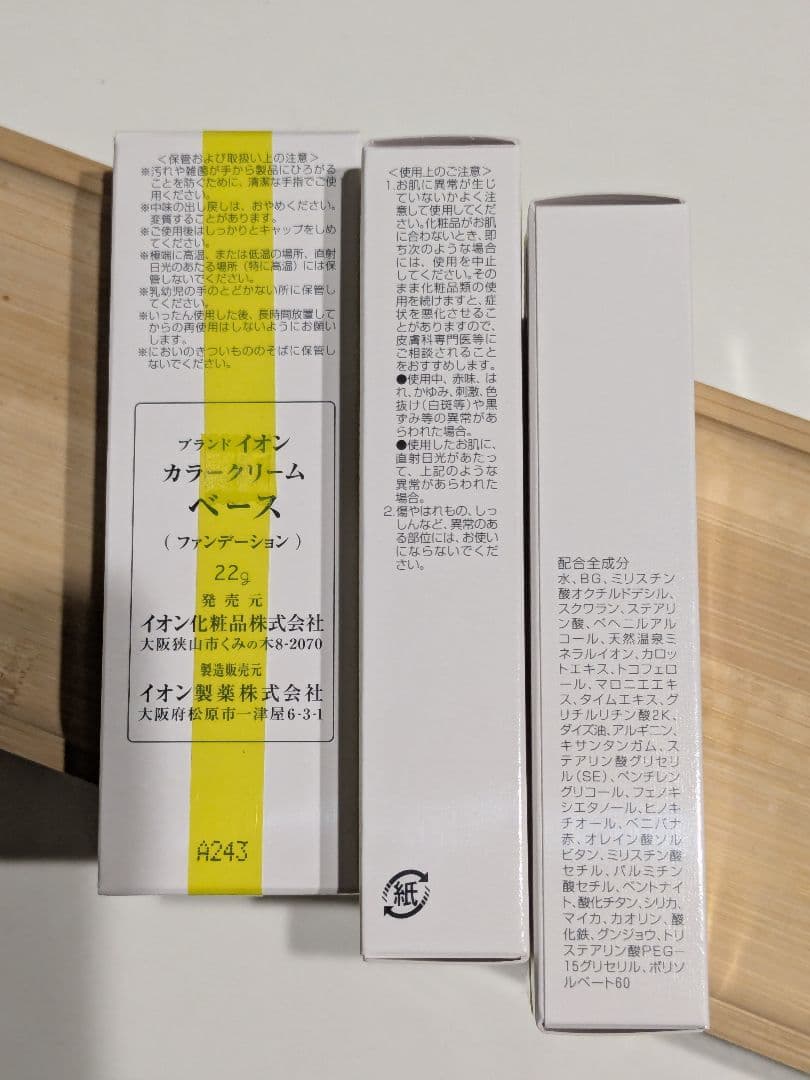 <保管および取扱い上の注意>
※汚れや雑菌が手から製品にひろがる
ことを防ぐために、清潔な手指でご使
用ください。
※中味の出し戻しは、おやめください。
変質することがあります。
※ご使用後はしっかりとキャップをしめ
てください。
※極端に高温、または低温の場所、直射
日光のあたる場所(特に高温)には保
管しないでください。
※乳幼児の手のとどかない所に保管し
てください。
※いったん使用した後、長時間放置して
からの再使用はしないようにお願い
します。
※においのきついもののそばに保管し
ないでください。
ブランド イオン
カラークリーム
ベース
(ファンデーション)
22g
発売元
イオン化粧品株式会社
大阪狭山市くみの木8-2070
製造販売元
イオン製薬株式会社
大阪府松原市一津屋6-3-1
A243
<使用上のご注意>
1.お肌に異常が生じ
ていないかよく注
意して使用してくだ
さい。化粧品がお肌
に合わないとき、即
ち次のような場合
には、使用を中止
してください。その
まま化粧品類の使
用を続けますと、症
状を悪化させるこ
とがありますので、
皮膚科専門医等に
ご相談されること
をおすすめします。
●使用中、赤味、は
れ、かゆみ、刺激、色
抜け(白斑等)や黒
ずみ等の異常があ
らわれた場合。
●使用したお肌に、
直射日光があたっ
て、上記のような
異常があらわれた
場合。
2.傷やはれもの、しっ
しんなど、異常のあ
る部位には、お使い
にならないでくだ
さい。
紙
配合全成分
水、BG、ミリスチン
酸オクチルドデシル、
スクワラン、ステアリ
ン酸、ベヘニルアル
コール、天然温泉ミ
ネラルイオン、カロッ
トエキス、トコフェロ
ール、マロニエエキ
ス、タイムエキス、グ
リチルリチン酸2K、
ダイズ油、アルギニン、
キサンタンガム、ス
テアリン酸グリセリ
ル(SE)、ペンチレン
グリコール、フェノキ
シエタノール、ヒノキ
チオール、ベニバナ
赤、オレイン酸ソル
ビタン、ミリスチン酸
セチル、パルミチン
酸セチル、ベントナイ
ト、酸化チタン、シリカ、
マイカ、カオリン、酸
化鉄、グンジョウ、トリ
ステアリン酸PEG-
15グリセリル、ポリソ
ルベート60